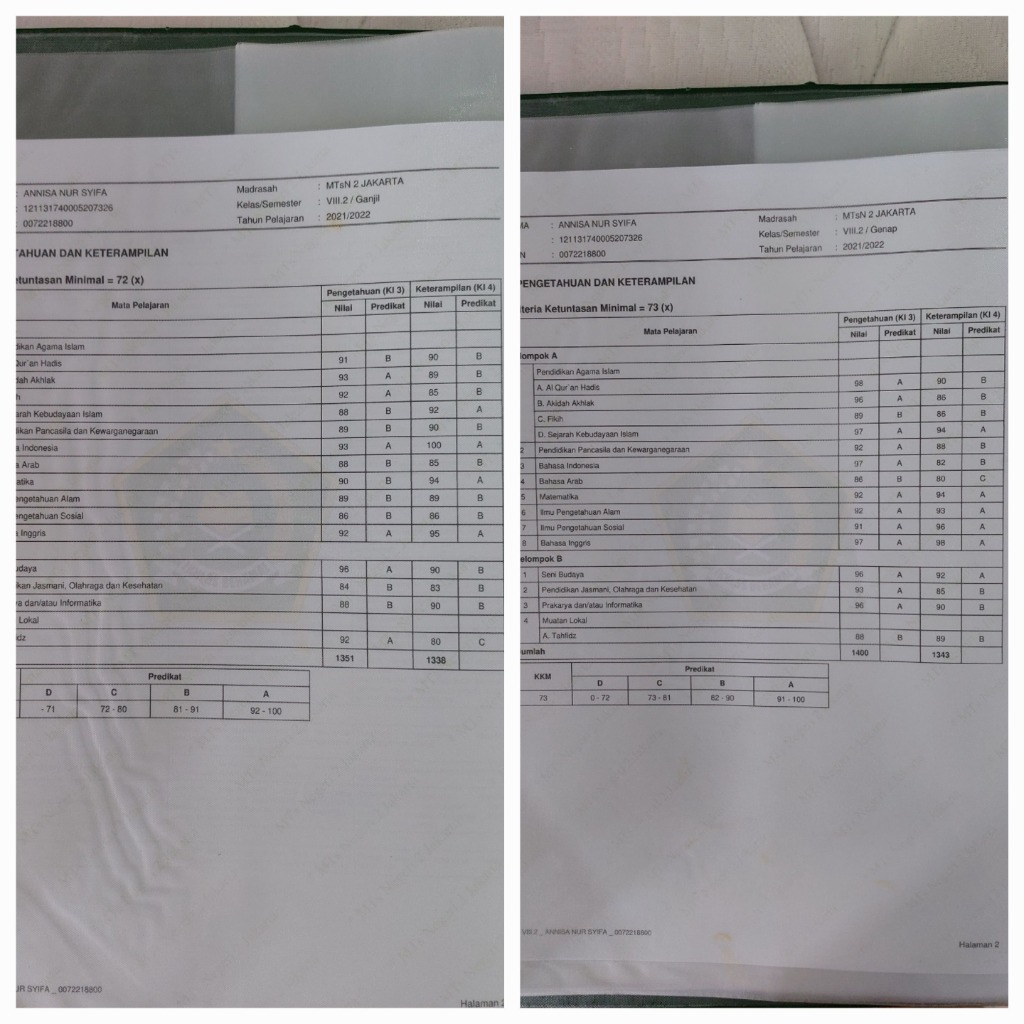 : ANNISA NUR SYIFA
: 121131740005207326
: 0072218800
Madrasah : MTsN 2 JAKARTA
Kelas/Semester : VIII.2 / Ganjil
Tahun Pelajaran : 2021/2022
TAHUAN DAN KETERAMPILAN
etuntasan Minimal = 72 (x)
Mata Pelajaran Pengetahuan (KI 3) Keterampilan (KI 4)
Nilai Predikat Nilai Predikat
dikan Agama Islam
Qur'an Hadis 91 B 90 B
dah Akhlak 93 A 89 B
h 92 A 85 B
arah Kebudayaan Islam 88 B 92 A
dikan Pancasila dan Kewarganegaraan 89 B 90 B
a Indonesia 93 A 100 A
a Arab 88 B 85 B
atika 90 B 94 A
engetahuan Alam 89 B 89 B
engetahuan Sosial 86 B 86 B
a Inggris 92 A 95 A
udaya 96 A 90 B
kan Jasmani, Olahraga dan Kesehatan 84 B 83 B
ya dan/atau Informatika 88 B 90 B
Lokal
idz 92 A 80 C
1351 1338
Predikat
D C B A
- 71 72 - 80 81 - 91 92 - 100
UR SYIFA _ 0072218800
Halaman 2
MA : ANNISA NUR SYIFA
: 121131740005207326
N : 0072218800
Madrasah : MTsN 2 JAKARTA
Kelas/Semester : VIII.2 / Genap
Tahun Pelajaran : 2021/2022
PENGETAHUAN DAN KETERAMPILAN
iteria Ketuntasan Minimal = 73 (x)
Mata Pelajaran Pengetahuan (KI 3) Keterampilan (KI 4)
Nilai Predikat Nilai Predikat
elompok A
Pendidikan Agama Islam
A. Al Qur'an Hadis 98 A 90 B
B. Akidah Akhlak 96 A 86 B
C. Fikih 89 B 86 B
D. Sejarah Kebudayaan Islam 97 A 94 A
2 Pendidikan Pancasila dan Kewarganegaraan 92 A 88 B
3 Bahasa Indonesia 97 A 82 B
4 Bahasa Arab 86 B 80 C
5 Matematika 92 A 94 A
6 Ilmu Pengetahuan Alam 92 A 93 A
7 Ilmu Pengetahuan Sosial 91 A 96 A
8 Bahasa Inggris 97 A 98 A
elompok B
1 Seni Budaya 96 A 92 A
2 Pendidikan Jasmani, Olahraga dan Kesehatan 93 A 85 B
3 Prakarya dan/atau Informatika 96 A 90 B
4 Muatan Lokal
A. Tahfidz 88 B 89 B
umlah 1400 1343
KKM Predikat
D C B A
73 0 - 72 73 - 81 82 - 90 91 - 100
VIII.2 _ ANNISA NUR SYIFA _ 0072218800
Halaman 2